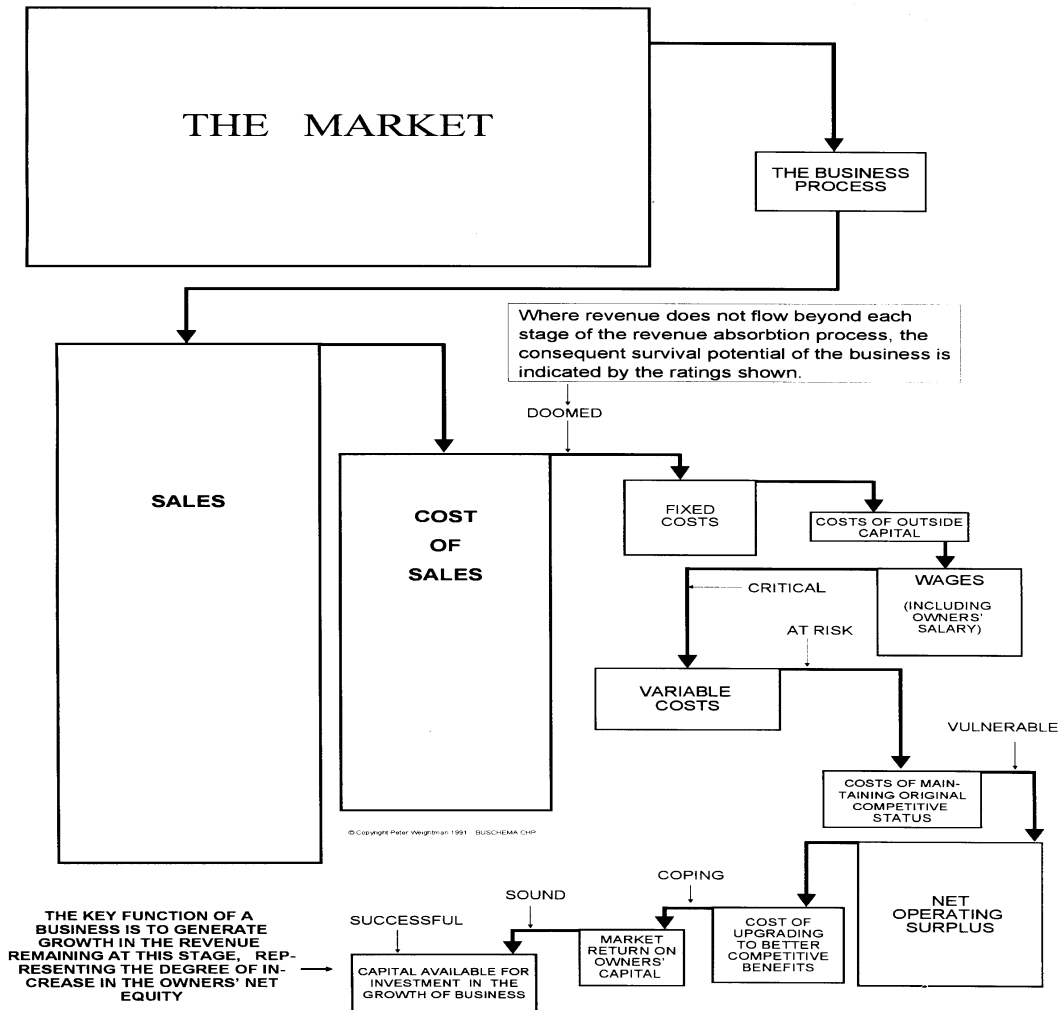 THE MARKET
THE BUSINESS
PROCESS
Where revenue does not flow beyond each
stage of the revenue absorbtion process, the
consequent survival potential of the business is
indicated by the ratings shown.
DOOMED
SALES
COST
OF
SALES
FIXED
COSTS
COSTS OF OUTSIDE
CAPITAL
WAGES
(INCLUDING
OWNERS'
SALARY)
CRITICAL
AT RISK
VARIABLE
COSTS
VULNERABLE
COSTS OF MAIN-
TAINING ORIGINAL
COMPETITIVE
STATUS
© Copyright Peter Weightman 1991 BUSCHEMA CHP
NET
OPERATING
SURPLUS
COPING
COST OF
UPGRADING
TO BETTER
COMPETITIVE
BENEFITS
SOUND
MARKET
RETURN ON
OWNERS'
CAPITAL
SUCCESSFUL
CAPITAL AVAILABLE FOR
INVESTMENT IN THE
GROWTH OF BUSINESS
THE KEY FUNCTION OF A
BUSINESS IS TO GENERATE
GROWTH IN THE REVENUE
REMAINING AT THIS STAGE, REP-
RESENTING THE DEGREE OF IN-
CREASE IN THE OWNERS' NET
EQUITY